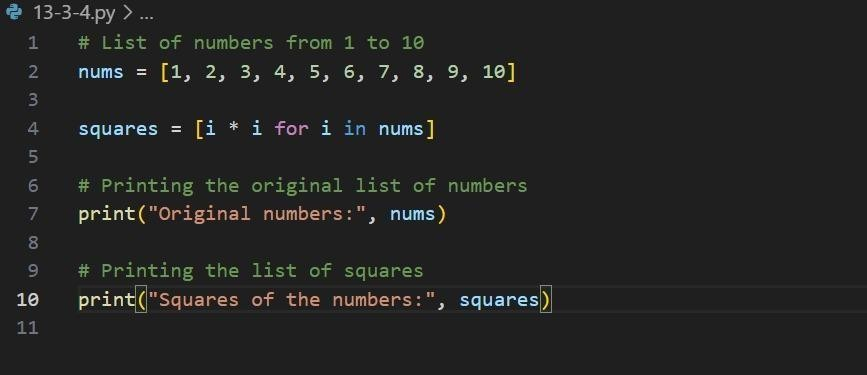 13-3-4.py > ...
1 # List of numbers from 1 to 10
2 nums = [1, 2, 3, 4, 5, 6, 7, 8, 9, 10]
3
4 squares = [i * i for i in nums]
5
6 # Printing the original list of numbers
7 print("Original numbers:", nums)
8
9 # Printing the list of squares
10 print("Squares of the numbers:", squares)
11